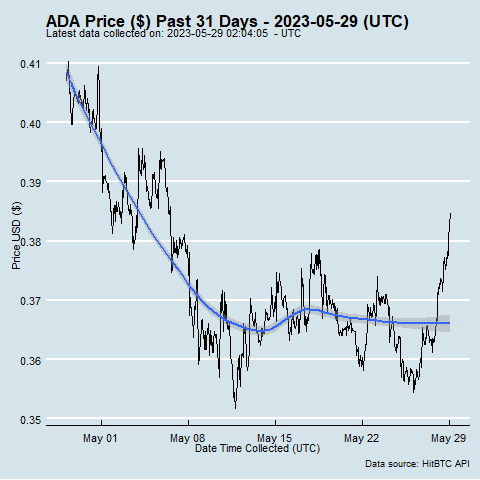 ADA Price ($) Past 31 Days - 2023-05-29 (UTC)
Latest data collected on: 2023-05-29 02:04:05 - UTC
0.41
0.40
0.39
0.38
0.37
0.36
0.35
Price USD ($)
May 01
May 08
May 15
May 22
May 29
Date Time Collected (UTC)
Data source: HitBTC API